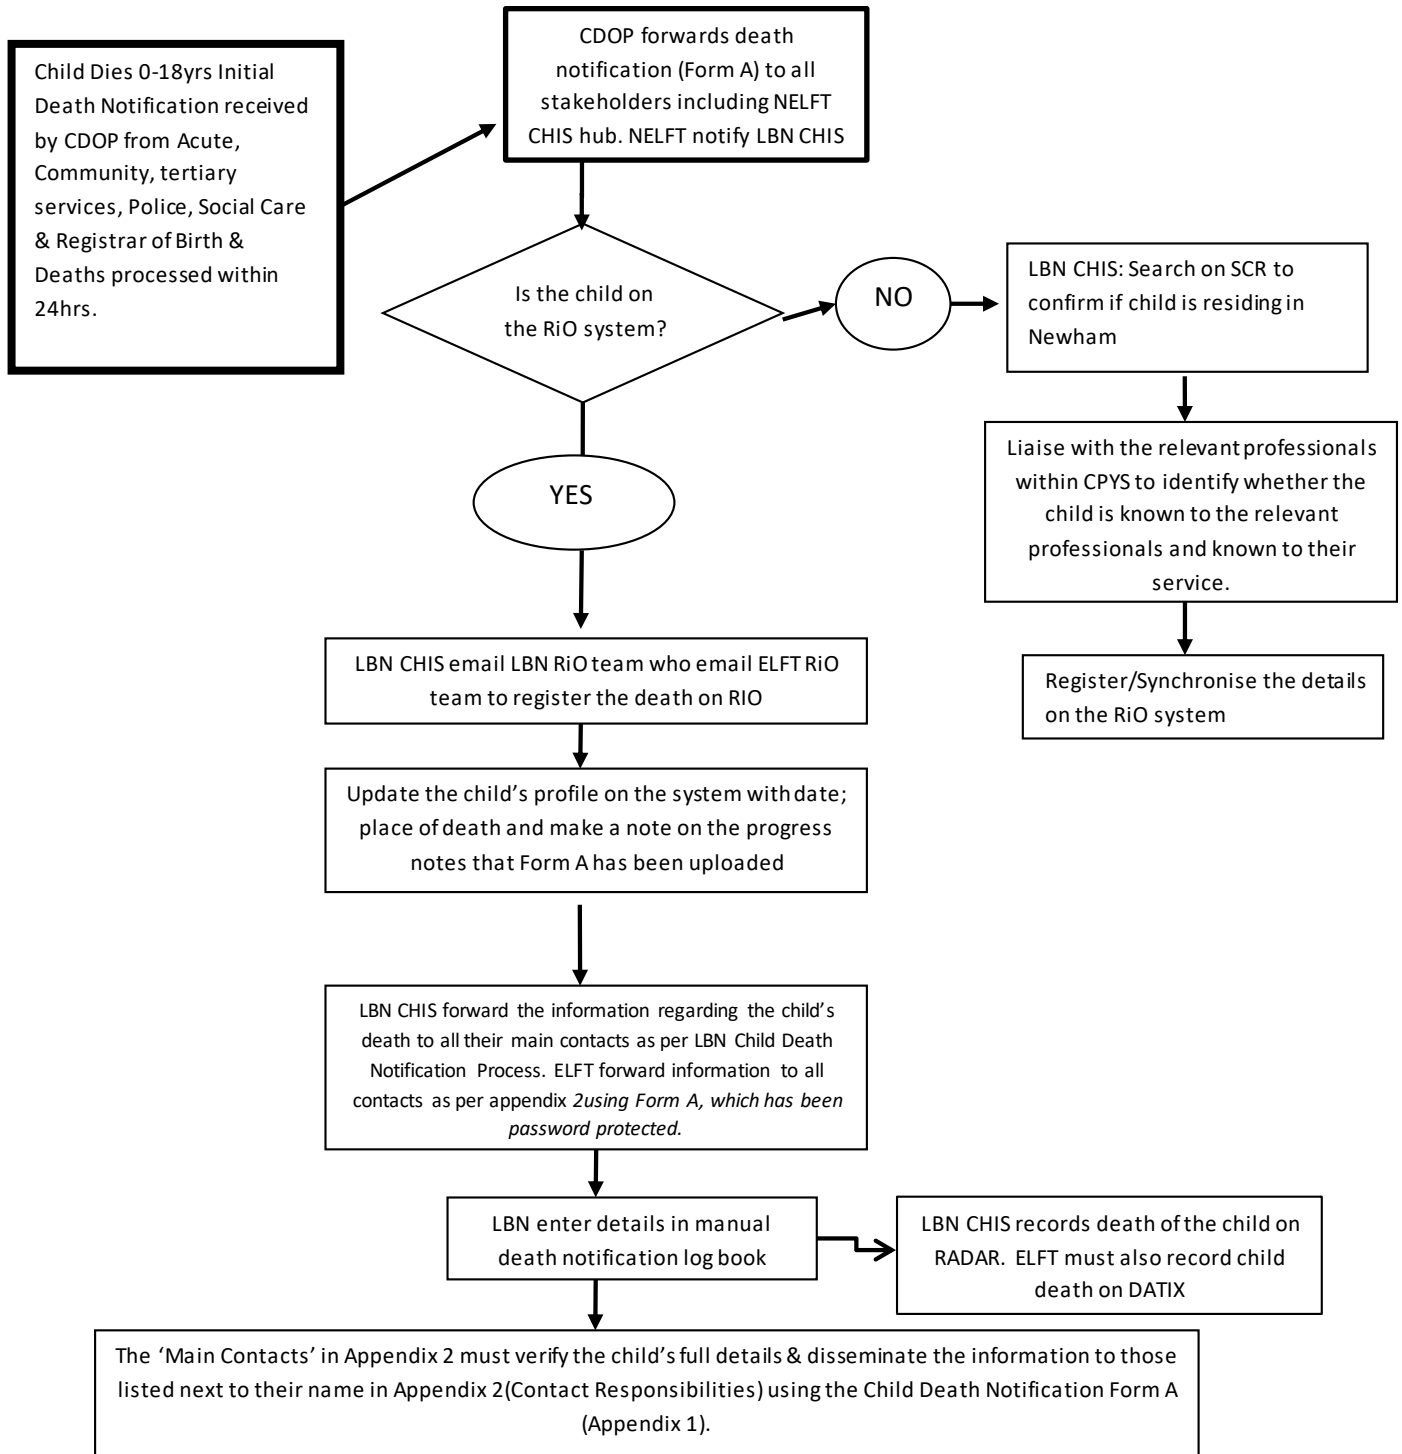 Child Dies 0-18yrs Initial
Death Notification received
by CDOP from Acute,
Community, tertiary
services, Police, Social Care
& Registrar of Birth &
Deaths processed within
24hrs.
CDOP forwards death
notification (Form A) to all
stakeholders including NELFT
CHIS hub. NELFT notify LBN CHIS
Is the child on
the RiO system?
NO
LBN CHIS: Search on SCR to
confirm if child is residing in
Newham
Liaise with the relevant professionals
within CPYS to identify whether the
child is known to the relevant
professionals and known to their
service.
Register/Synchronise the details
on the RiO system
YES
LBN CHIS email LBN RiO team who email ELFT RiO
team to register the death on RIO
Update the child's profile on the system with date;
place of death and make a note on the progress
notes that Form A has been uploaded
LBN CHIS forward the information regarding the child's
death to all their main contacts as per LBN Child Death
Notification Process. ELFT forward information to all
contacts as per appendix 2using Form A, which has been
password protected.
LBN enter details in manual
death notification log book
LBN CHIS records death of the child on
RADAR. ELFT must also record child
death on DATIX
The 'Main Contacts' in Appendix 2 must verify the child's full details & disseminate the information to those
listed next to their name in Appendix 2(Contact Responsibilities) using the Child Death Notification Form A
(Appendix 1).